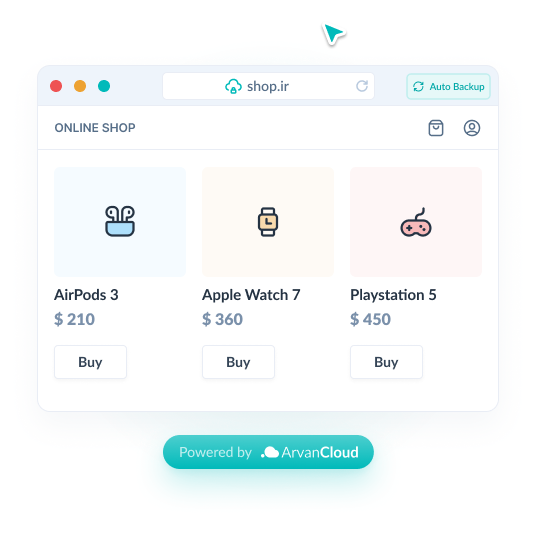 shop.ir
Auto Backup
ONLINE SHOP
AirPods 3
Apple Watch 7
Playstation 5
$ 210
$ 360
$ 450
Buy
Buy
Buy
Powered by ArvanCloud